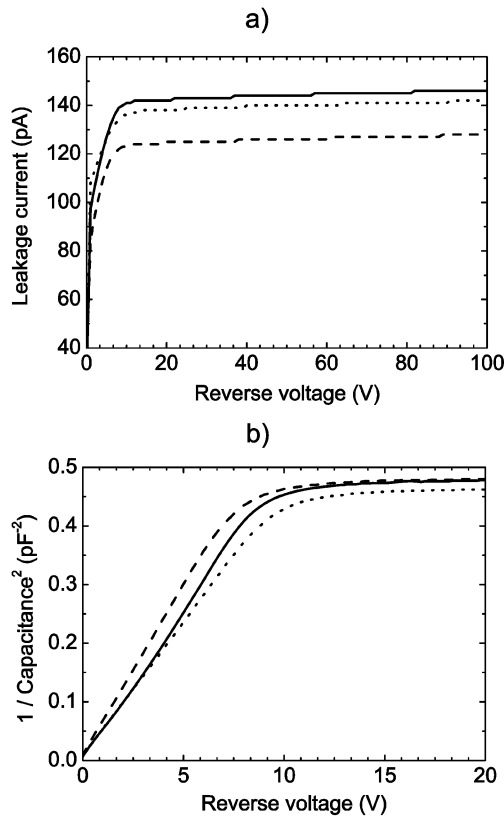 a)
160
140
120
100
80
60
40
Leakage current (pA)
0 20 40 60 80 100
Reverse voltage (V)
b)
0.5
0.4
0.3
0.2
0.1
0.0
1 / Capacitance² (pF⁻²)
0 5 10 15 20
Reverse voltage (V)